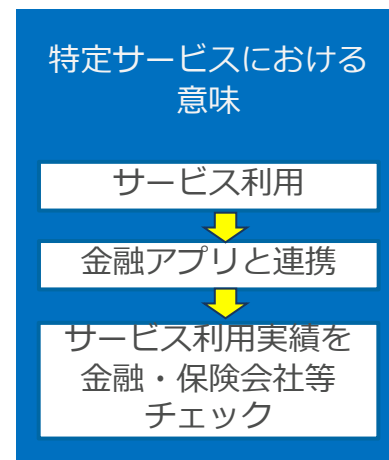 特定サービスにおける
意味
サービス利用
金融アプリと連携
サービス利用実績を
金融・保険会社等
チェック